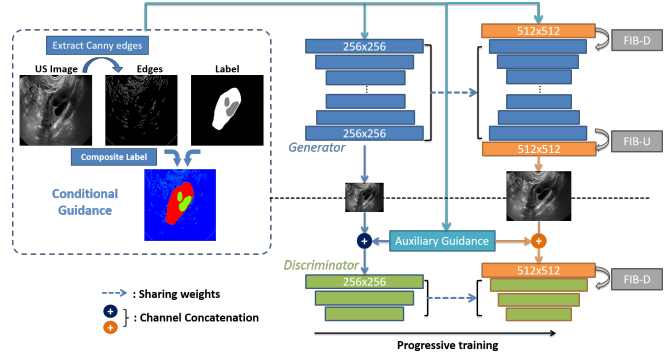 Extract Canny edges
US Image
Edges
Label
Composite Label
Conditional
Guidance
256x256
256x256
Generator
512x512
FIB-D
FIB-U
512x512
Auxiliary Guidance
+
+
Discriminator
256x256
512x512
FIB-D
: Sharing weights
+
+
: Channel Concatenation
Progressive training